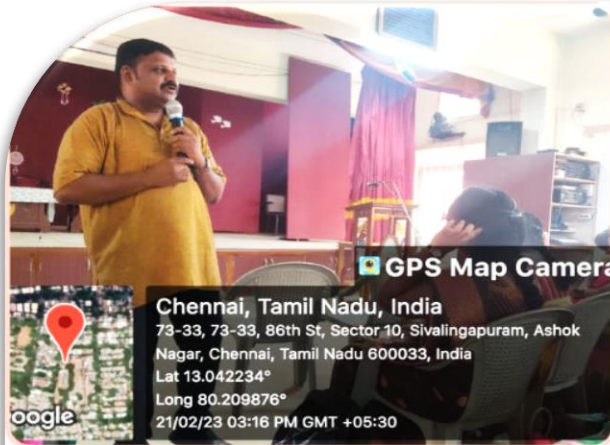 GPS Map Camera
Chennai, Tamil Nadu, India
73-33, 73-33, 86th St, Sector 10, Sivalingapuram, Ashok
Nagar, Chennai, Tamil Nadu 600033, India
Lat 13.042234°
Long 80.209876°
21/02/23 03:16 PM GMT +05:30
oogle